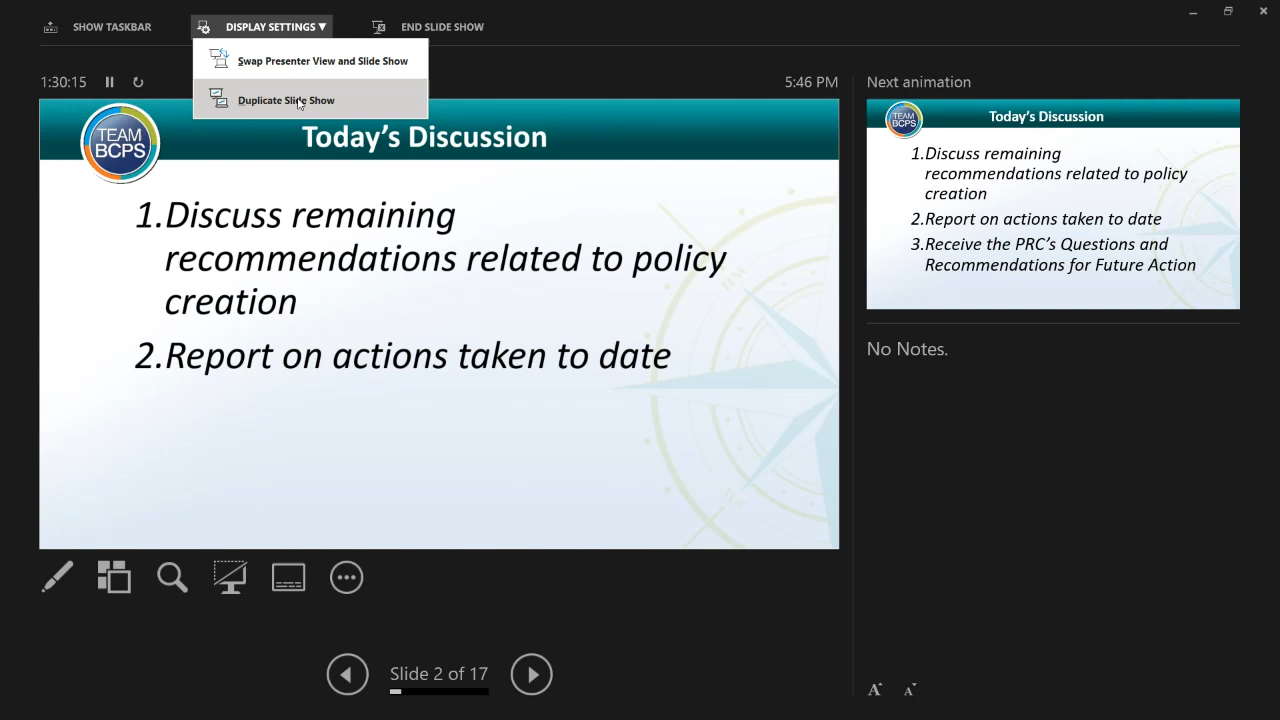 SHOW TASKBAR
DISPLAY SETTINGS ▼
END SLIDE SHOW
Swap Presenter View and Slide Show
Duplicate Slide Show
1:30:15
5:46 PM
TEAM
BCPS
Today's Discussion
1.Discuss remaining
recommendations related to policy
creation
2.Report on actions taken to date
Next animation
TEAM
BCPS
Today's Discussion
1.Discuss remaining
recommendations related to policy
creation
2.Report on actions taken to date
3.Receive the PRC's Questions and
Recommendations for Future Action
No Notes.
Slide 2 of 17
A A